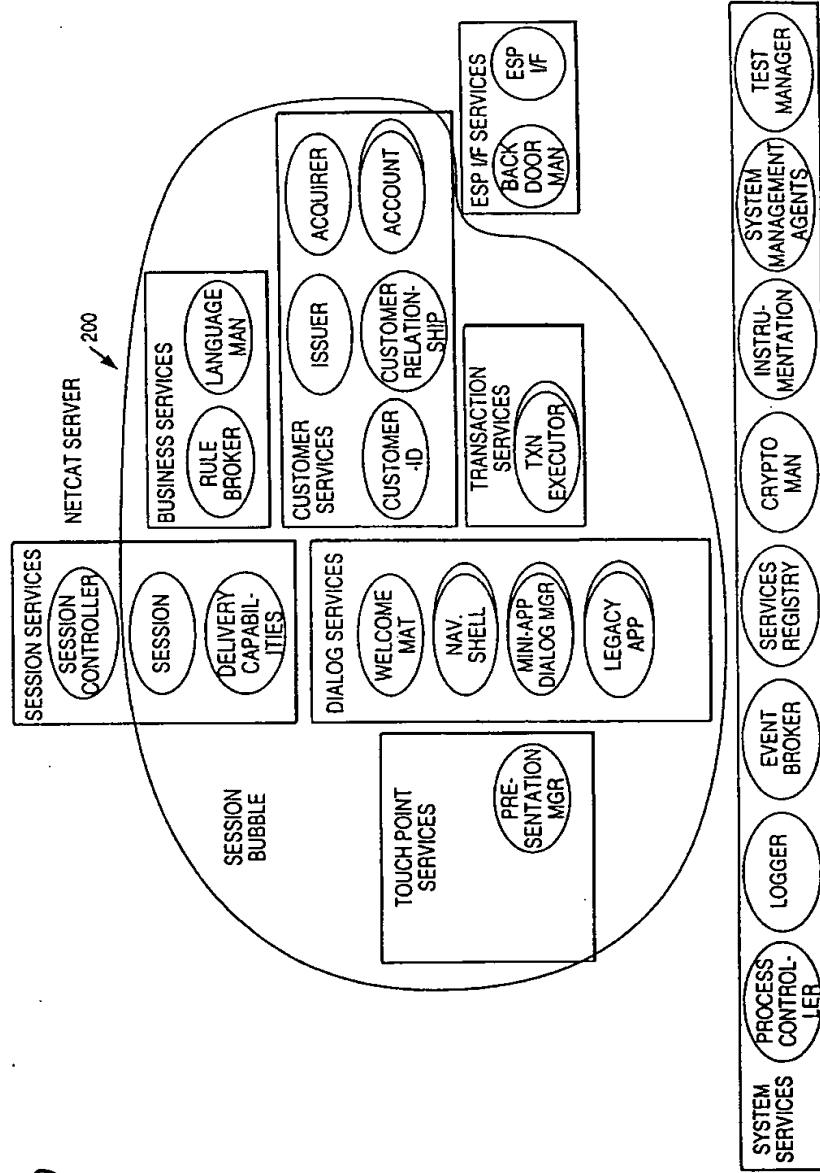 NETCAT SERVER
200
SESSION
BUBBLE
TOUCH POINT
SERVICES
PRE-
SENTATION
MGR
SESSION SERVICES
SESSION
CONTROLLER
SESSION
DELIVERY
CAPABIL-
ITIES
DIALOG SERVICES
WELCOME
MAT
NAV.
SHELL
MINI-APP
DIALOG MGR
LEGACY
APP
BUSINESS SERVICES
RULE
BROKER
LANGUAGE
MAN
CUSTOMER
SERVICES
ISSUER
ACQUIRER
CUSTOMER
-ID
CUSTOMER
RELATION-
SHIP
ACCOUNT
TRANSACTION
SERVICES
TXN
EXECUTOR
ESP I/F SERVICES
BACK
DOOR
MAN
ESP
I/F
SYSTEM
SERVICES
PROCESS
CONTROL-
LER
LOGGER
EVENT
BROKER
SERVICES
REGISTRY
CRYPTO
MAN
INSTRU-
MENTATION
SYSTEM
MANAGEMENT
AGENTS
TEST
MANAGER